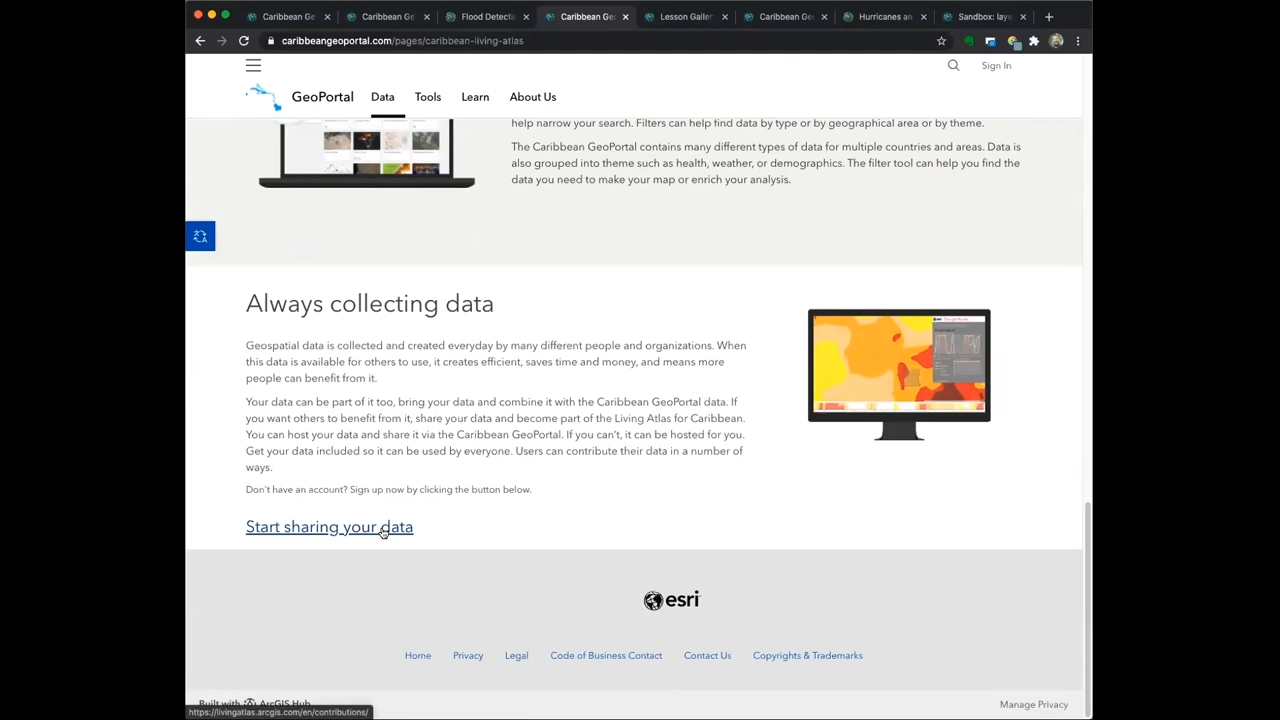 Caribbean Ge
Caribbean Ge
Flood Detecti
Caribbean Geo
Lesson Galler
Caribbean Ge
Hurricanes an
Sandbox: laye
caribbeangeoportal.com/pages/caribbean-living-atlas
Sign In
GeoPortal
Data
Tools
Learn
About Us
help narrow your search. Filters can help find data by type or by geographical area or by theme.
The Caribbean GeoPortal contains many different types of data for multiple countries and areas. Data is
also grouped into theme such as health, weather, or demographics. The filter tool can help you find the
data you need to make your map or enrich your analysis.
Always collecting data
Geospatial data is collected and created everyday by many different people and organizations. When
this data is available for others to use, it creates efficient, saves time and money, and means more
people can benefit from it.
Your data can be part of it too, bring your data and combine it with the Caribbean GeoPortal data. If
you want others to benefit from it, share your data and become part of the Living Atlas for Caribbean.
You can host your data and share it via the Caribbean GeoPortal. If you can't, it can be hosted for you.
Get your data included so it can be used by everyone. Users can contribute their data in a number of
ways.
Don't have an account? Sign up now by clicking the button below.
Start sharing your data
esri
Home
Privacy
Legal
Code of Business Contact
Contact Us
Copyrights & Trademarks
Built with ArcGIS Hub
Manage Privacy
https://livingatlas.arcgis.com/en/contributions/